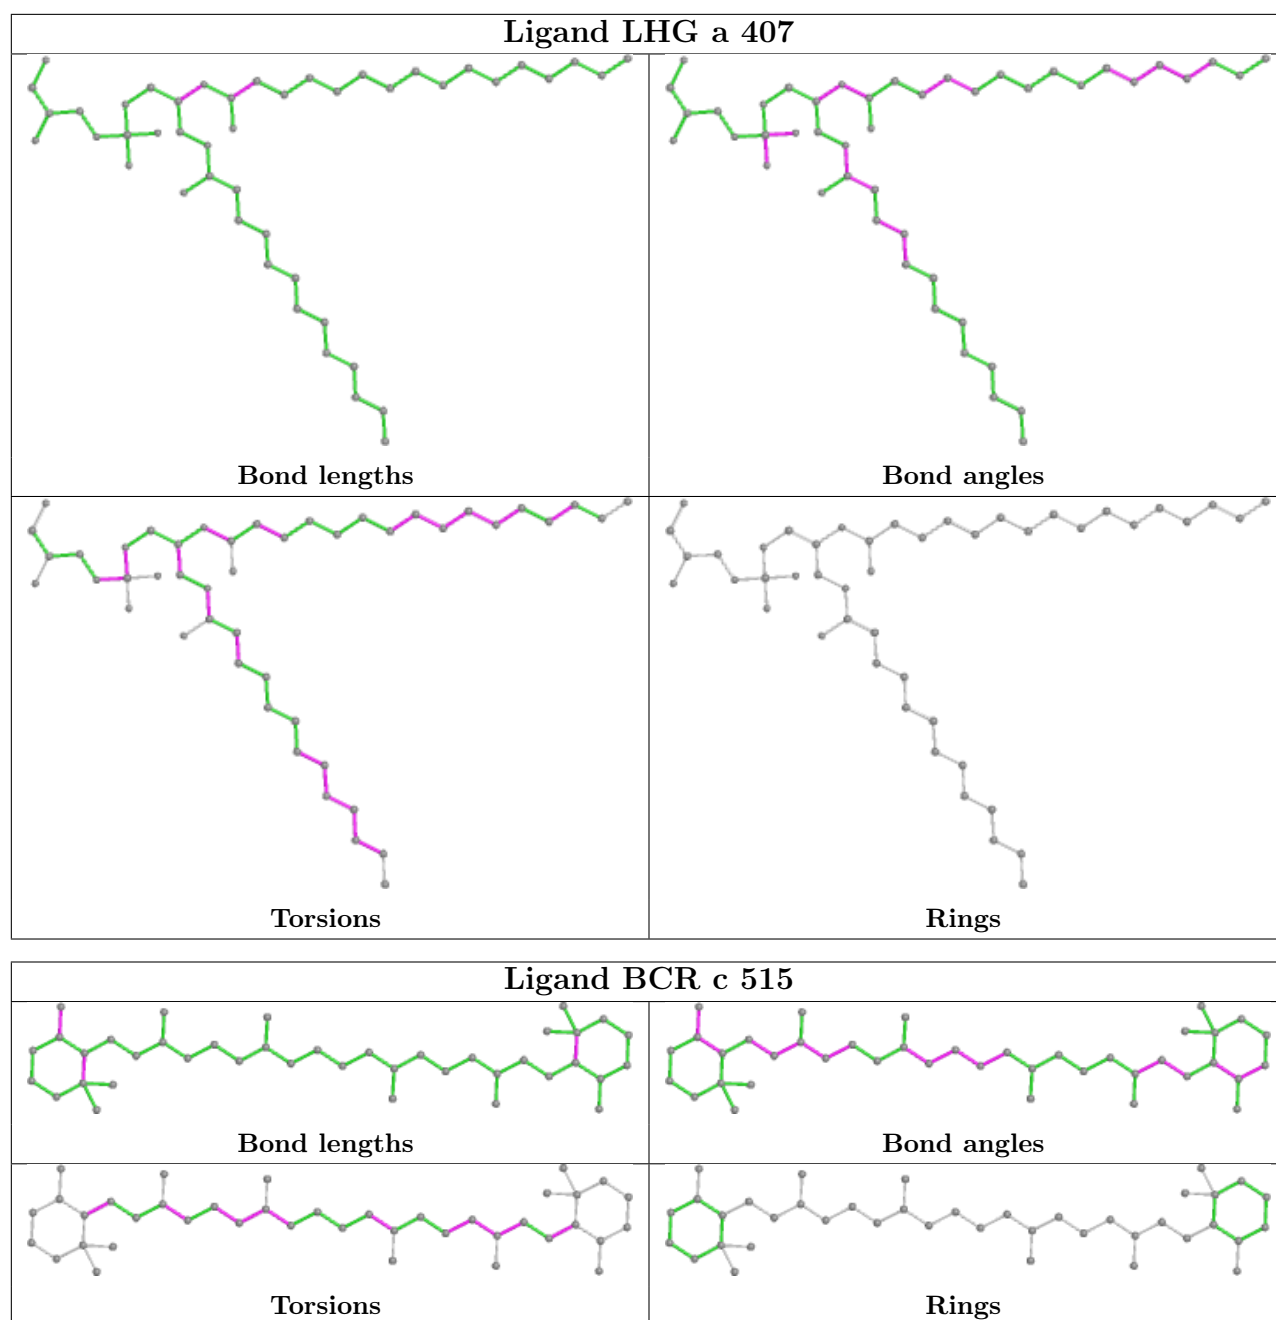 Ligand LHG a 407
Bond lengths
Bond angles
Torsions
Rings
Ligand BCR c 515
Bond lengths
Bond angles
Torsions
Rings